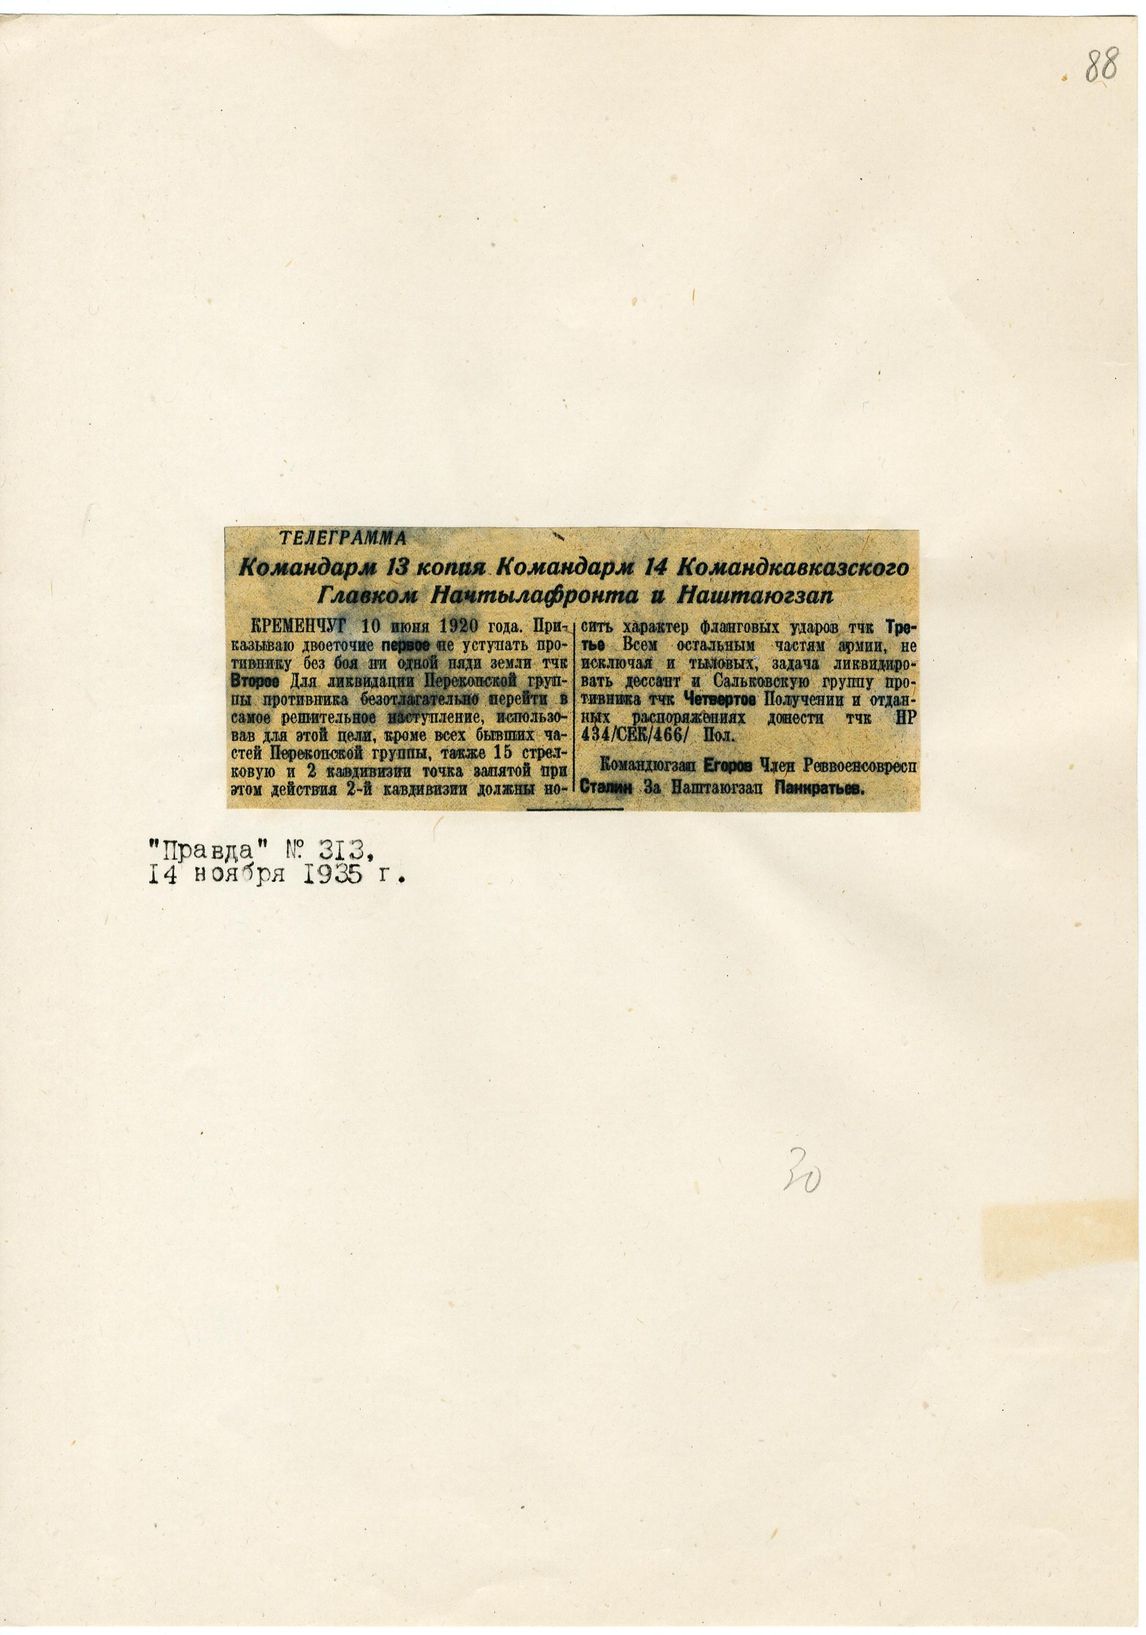 88
ТЕЛЕГРАММА
Командарм 13 копия Командарм 14 Командкавказского
Главком Начтылафронта и Наштаюгзап
КРЕМЕНЧУГ 10 июня 1920 года. При-
казываю двоеточие первое не уступать про-
тивнику без боя ни одной пяди земли тчк
Второе Для ликвидации Перекопской груп-
пы противника безотлагательно перейти в
самое решительное наступление, использо-
вав для этой цели, кроме всех бывших ча-
стей Перекопской группы, также 15 стрел-
ковую и 2 кавдивизии точка запятой при
этом действия 2-й кавдивизии должны но-
сить характер фланговых ударов тчк Тре-
тье Всем остальным частям армии, не
исключая и тыловых, задача ликвидиро-
вать дессант и Сальковскую группу про-
тивника тчк Четвертое Получении и отдан-
ных распоряжениях донести тчк НР
434/СЕК/466/ Пол.
Командюгзап Егоров Член Реввоенсовресп
Сталин За Наштаюгзап Панкратьев.
"Правда" № 313,
14 ноября 1935 г.
30